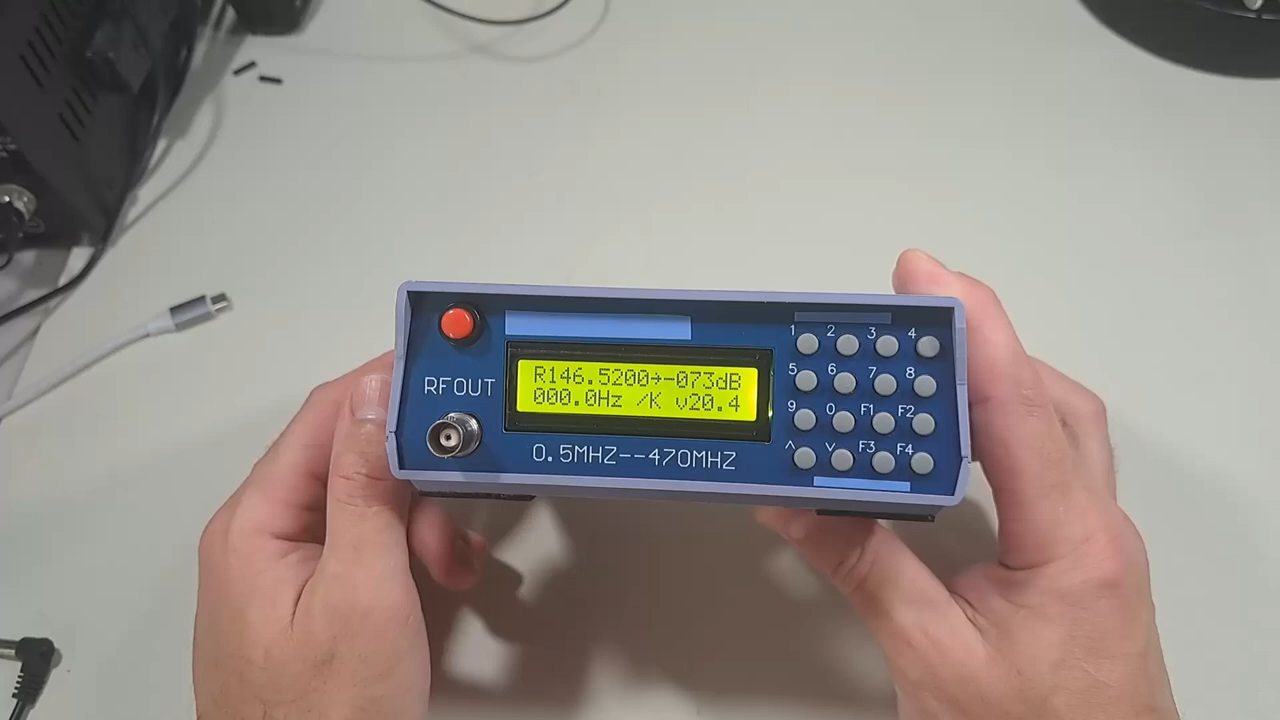 R146.5200→-073dB
000.0Hz /K v20.4
RFOUT
0.5MHZ--470MHZ
1 2 3 4
5 6 7 8
9 0 F1 F2
^ v F3 F4